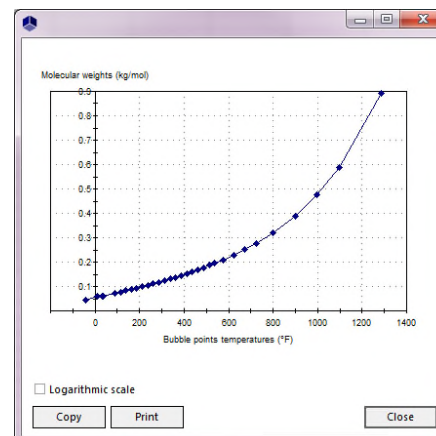 Molecular weights (kg/mol)
0.9
0.8
0.7
0.6
0.5
0.4
0.3
0.2
0.1
0 200 400 600 800 1000 1200 1400
Bubble points temperatures (°F)
Logarithmic scale
Copy Print Close